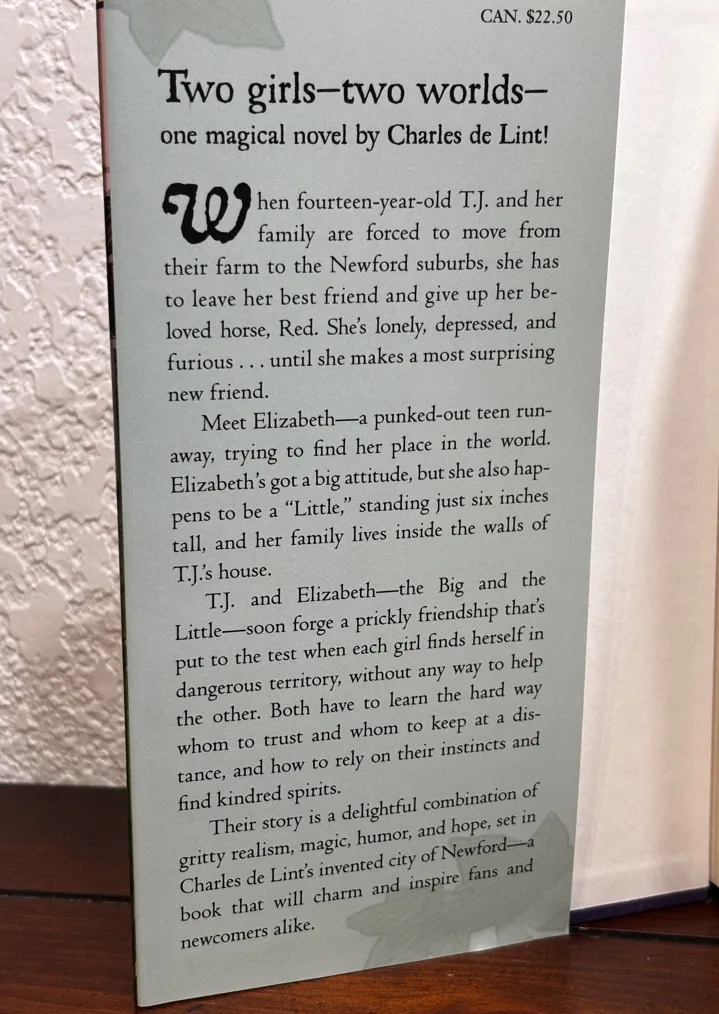 CAN. $22.50
Two girls—two worlds—
one magical novel by Charles de Lint!
When fourteen-year-old T.J. and her
family are forced to move from
their farm to the Newford suburbs, she has
to leave her best friend and give up her be-
loved horse, Red. She's lonely, depressed, and
furious . . . until she makes a most surprising
new friend.
Meet Elizabeth—a punked-out teen run-
away, trying to find her place in the world.
Elizabeth's got a big attitude, but she also hap-
pens to be a "Little," standing just six inches
tall, and her family lives inside the walls of
T.J.'s house.
T.J. and Elizabeth—the Big and the
Little—soon forge a prickly friendship that's
put to the test when each girl finds herself in
dangerous territory, without any way to help
the other. Both have to learn the hard way
whom to trust and whom to keep at a dis-
tance, and how to rely on their instincts and
find kindred spirits.
Their story is a delightful combination of
gritty realism, magic, humor, and hope, set in
Charles de Lint's invented city of Newford—a
book that will charm and inspire fans and
newcomers alike.